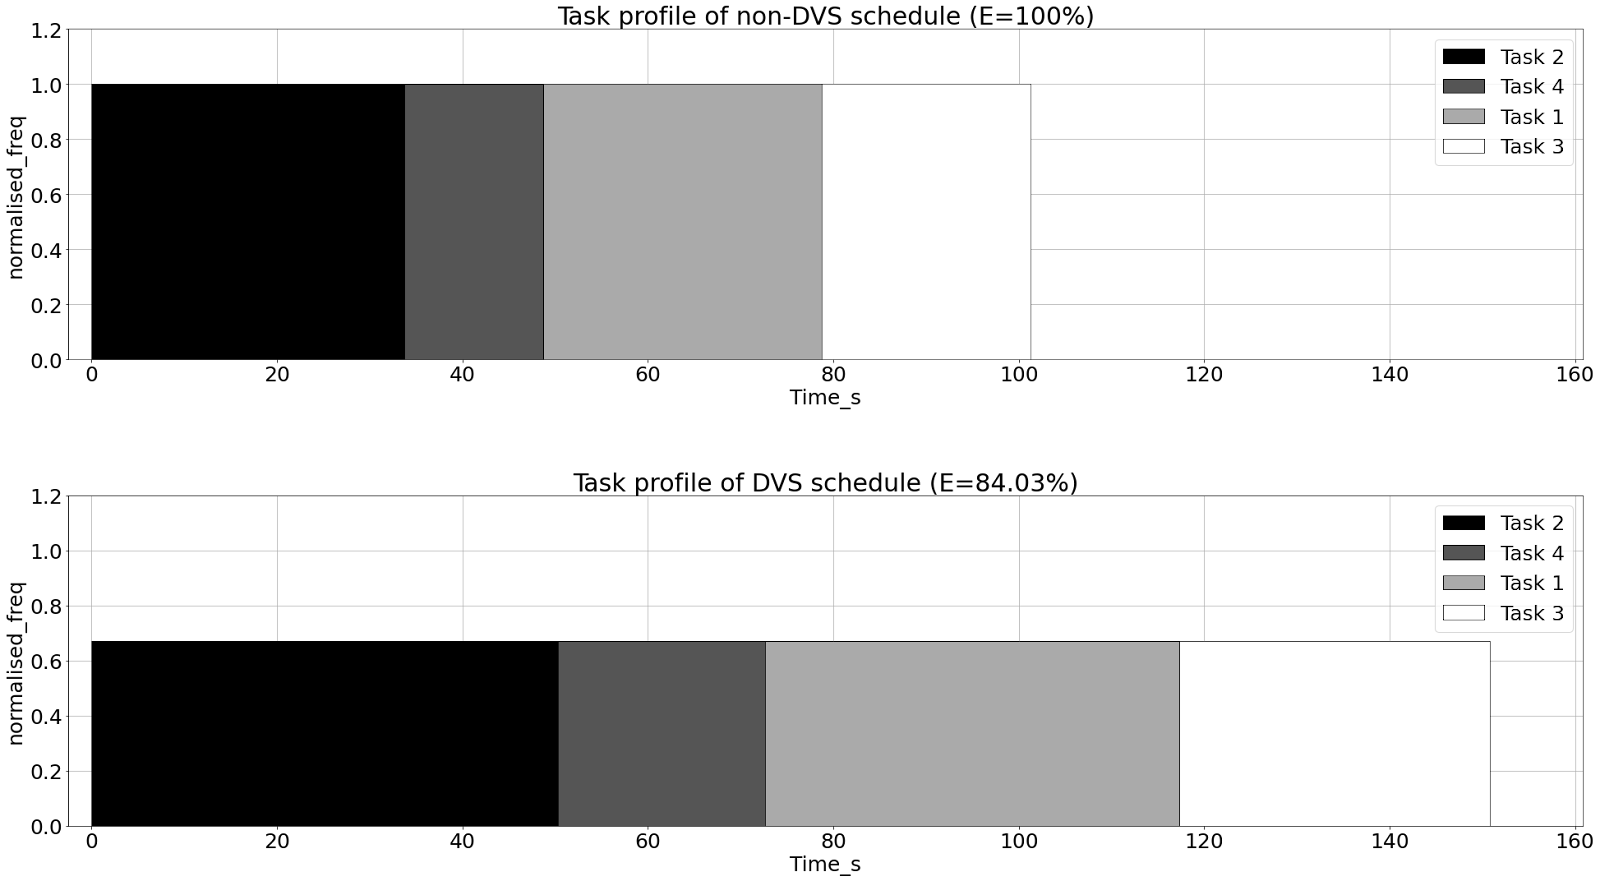 Task profile of non-DVS schedule (E=100%)
normalised_freq
1.2
1.0
0.8
0.6
0.4
0.2
0.0
Task 2
Task 4
Task 1
Task 3
0 20 40 60 80 100 120 140 160
Time_s
Task profile of DVS schedule (E=84.03%)
normalised_freq
1.2
1.0
0.8
0.6
0.4
0.2
0.0
Task 2
Task 4
Task 1
Task 3
0 20 40 60 80 100 120 140 160
Time_s